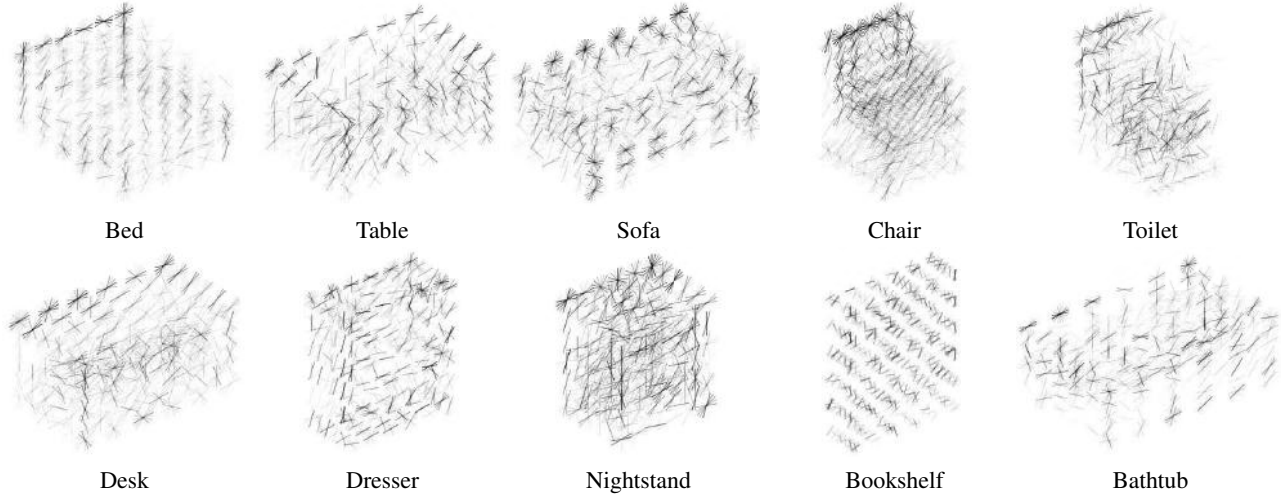 Bed
Table
Sofa
Chair
Toilet
Desk
Dresser
Nightstand
Bookshelf
Bathtub